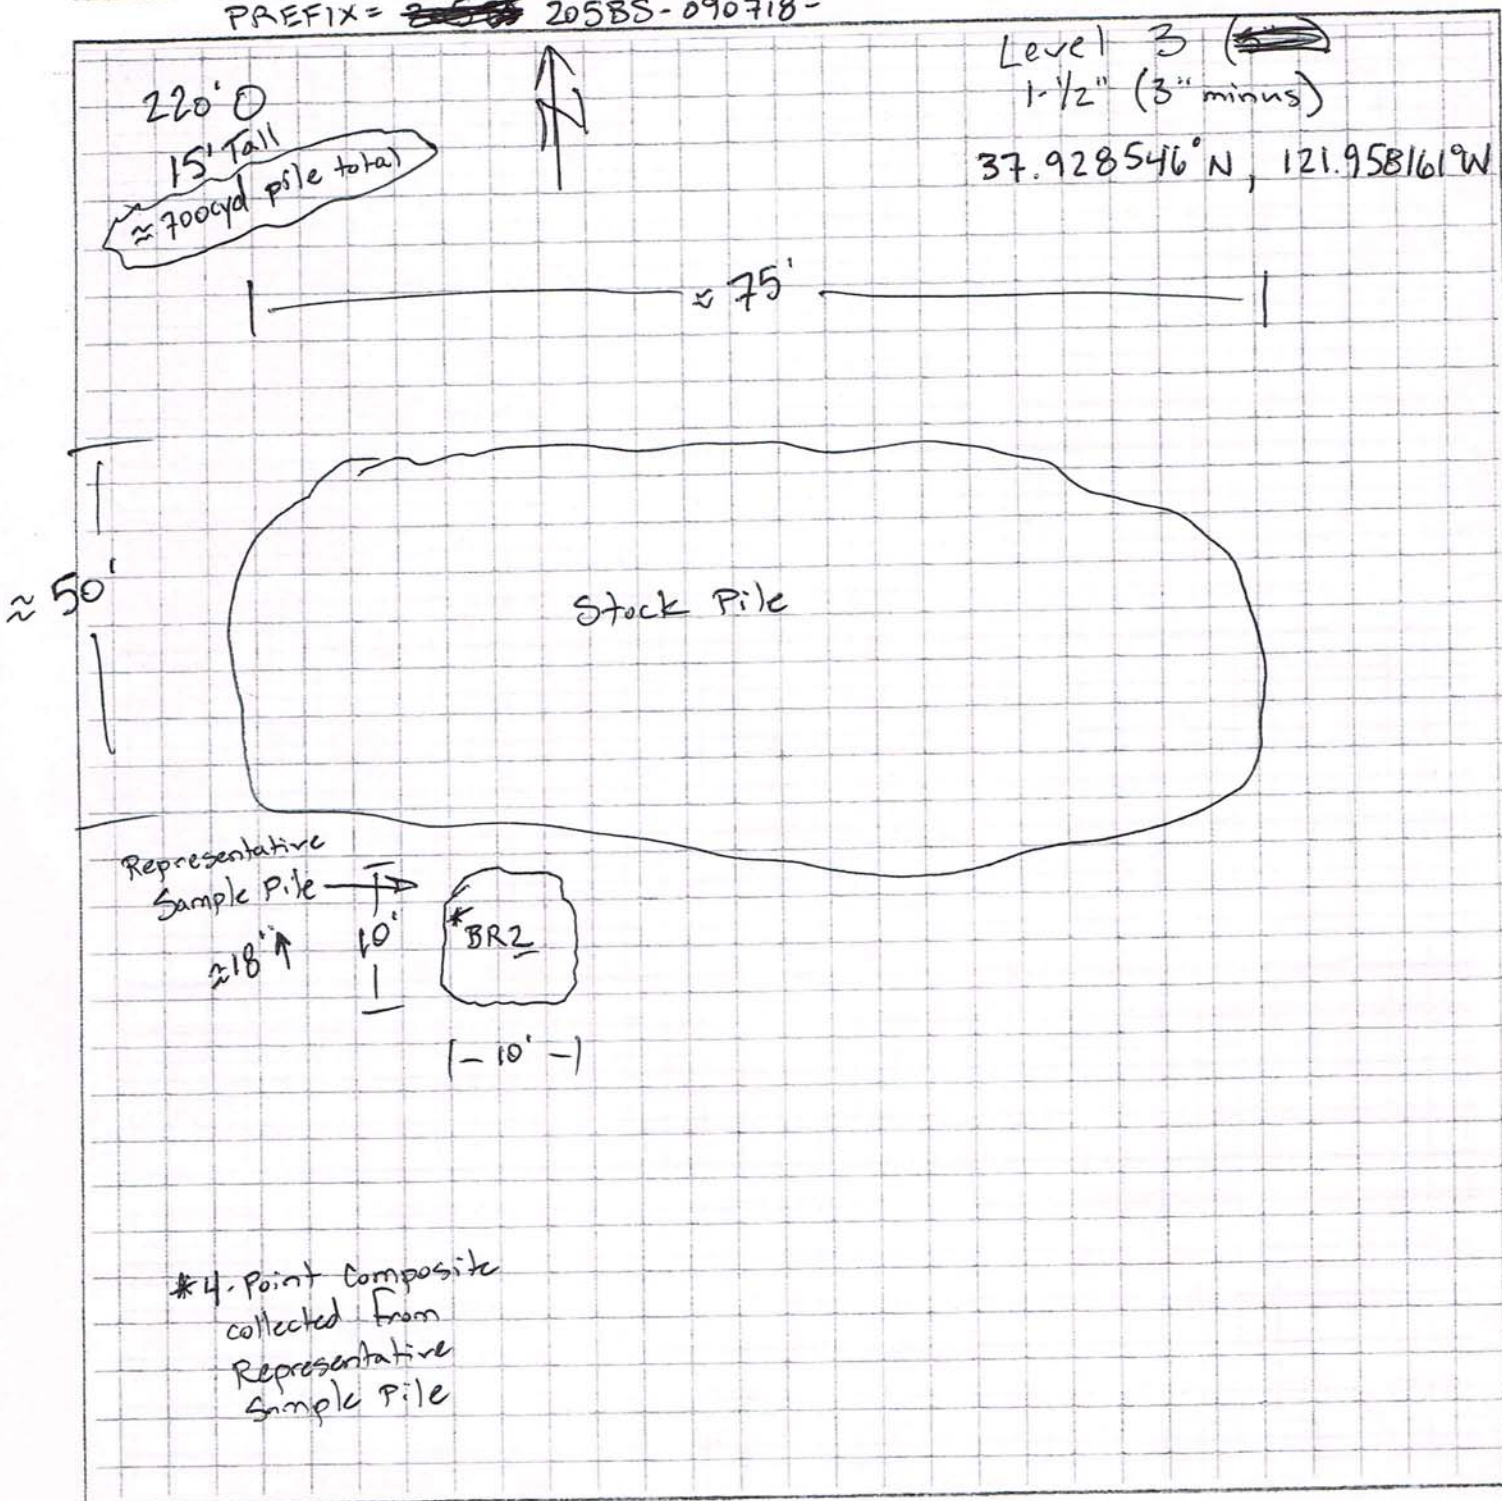 PREFIX= 205BS-090718-
Level 3
1-1/2" (3" minus)
37.928546°N, 121.958161°W
220' O
15' Tall
≈700cyd pile total
N
≈ 75'
≈ 50'
Stock Pile
Representative
Sample Pile
≈18"↑
10'
*BR2
|- 10' -|
*4-Point Composite
collected From
Representative
Sample Pile